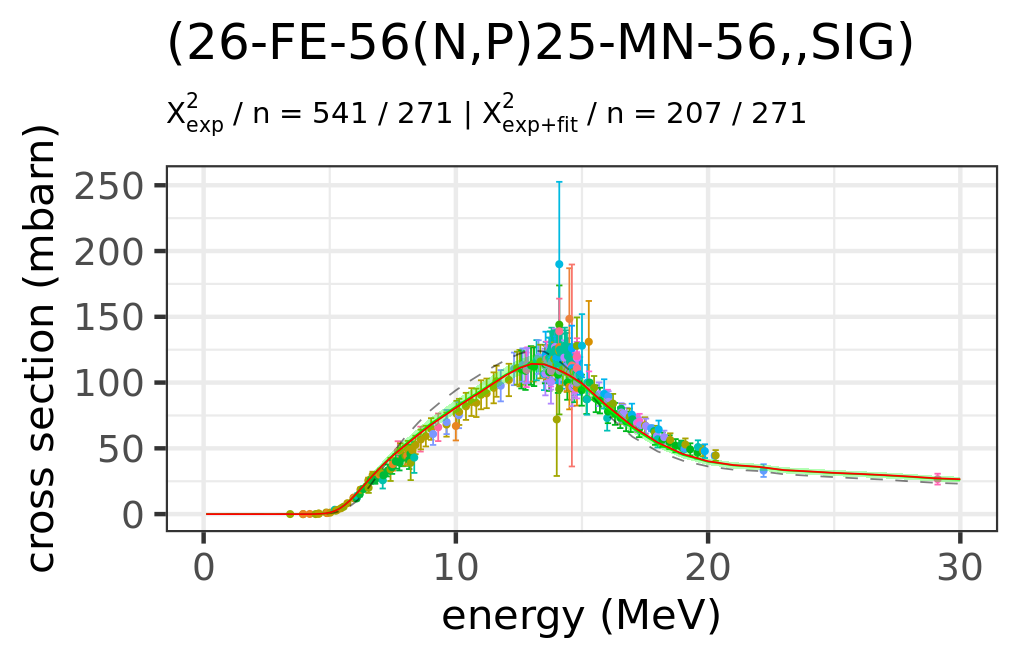 (26-FE-56(N,P)25-MN-56,,SIG)
X²exp / n = 541 / 271 | X²exp+fit / n = 207 / 271
cross section (mbarn)
250
200
150
100
50
0
0 10 20 30
energy (MeV)